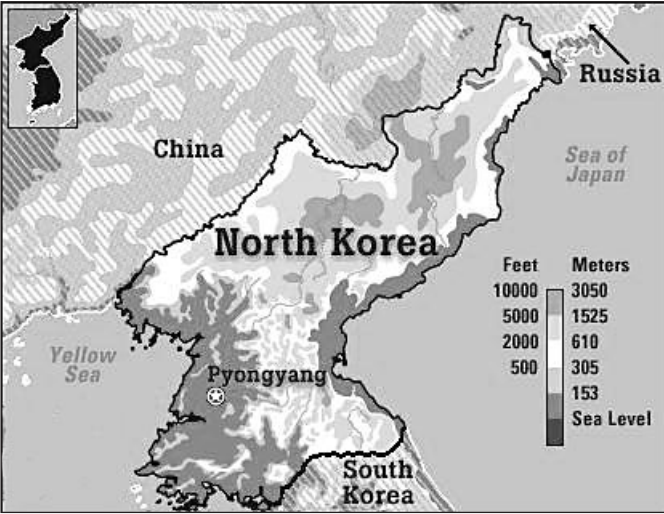 Russia
China
Sea of
Japan
North Korea
Feet Meters
10000 3050
5000 1525
2000 610
500 305
153
Sea Level
Yellow
Sea
Pyongyang
South
Korea